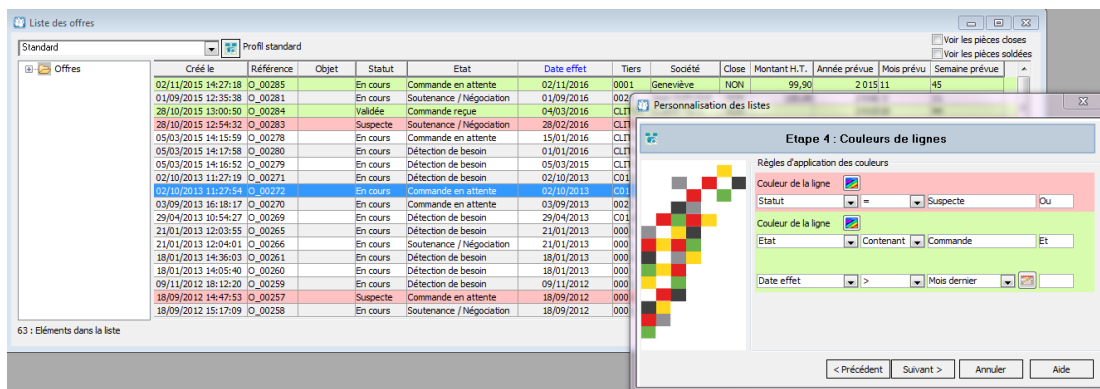 Liste des offres
Standard Profil standard
Voir les pièces closes
Voir les pièces soldées
Offres
Créé le Référence Objet Statut Etat Date effet Tiers Société Close Montant H.T. Année prévue Mois prévu Semaine prévue
02/11/2015 14:27:18 O_00285 En cours Commande en attente 02/11/2016 0001 Geneviève NON 99,90 2 015 11 45
01/09/2015 12:35:38 O_00281 En cours Soutenance / Négociation 01/09/2016 002
28/10/2015 13:00:50 O_00284 Validée Commande reçue 04/03/2016 CLIT
28/10/2015 12:54:32 O_00283 Suspecte Soutenance / Négociation 28/02/2016 CLIT
05/03/2015 14:15:59 O_00278 En cours Commande en attente 15/01/2016 CLIT
05/03/2015 14:17:58 O_00280 En cours Détection de besoin 01/01/2016 CLIT
05/03/2015 14:16:52 O_00279 En cours Détection de besoin 05/03/2015 CLIT
02/10/2013 11:27:19 O_00271 En cours Détection de besoin 02/10/2013 C01
02/10/2013 11:27:54 O_00272 En cours Commande en attente 02/10/2013 C01
03/09/2013 16:18:17 O_00270 En cours Commande en attente 03/09/2013 002
29/04/2013 10:54:27 O_00269 En cours Détection de besoin 29/04/2013 C01
21/01/2013 12:03:55 O_00265 En cours Détection de besoin 21/01/2013 000
21/01/2013 12:04:01 O_00266 En cours Soutenance / Négociation 21/01/2013 000
18/01/2013 14:36:03 O_00261 En cours Détection de besoin 18/01/2013 000
18/01/2013 14:05:40 O_00260 En cours Détection de besoin 18/01/2013 000
09/11/2012 18:12:20 O_00259 En cours Détection de besoin 09/11/2012 000
18/09/2012 14:47:53 O_00257 Suspecte Commande en attente 18/09/2012 000
18/09/2012 15:17:09 O_00258 En cours Soutenance / Négociation 18/09/2012 000
63 : Eléments dans la liste
Personnalisation des listes
Etape 4 : Couleurs de lignes
Règles d'application des couleurs
Couleur de la ligne
Statut = Suspecte Ou
Couleur de la ligne
Etat Contenant Commande Et
Date effet > Mois dernier
< Précédent Suivant > Annuler Aide